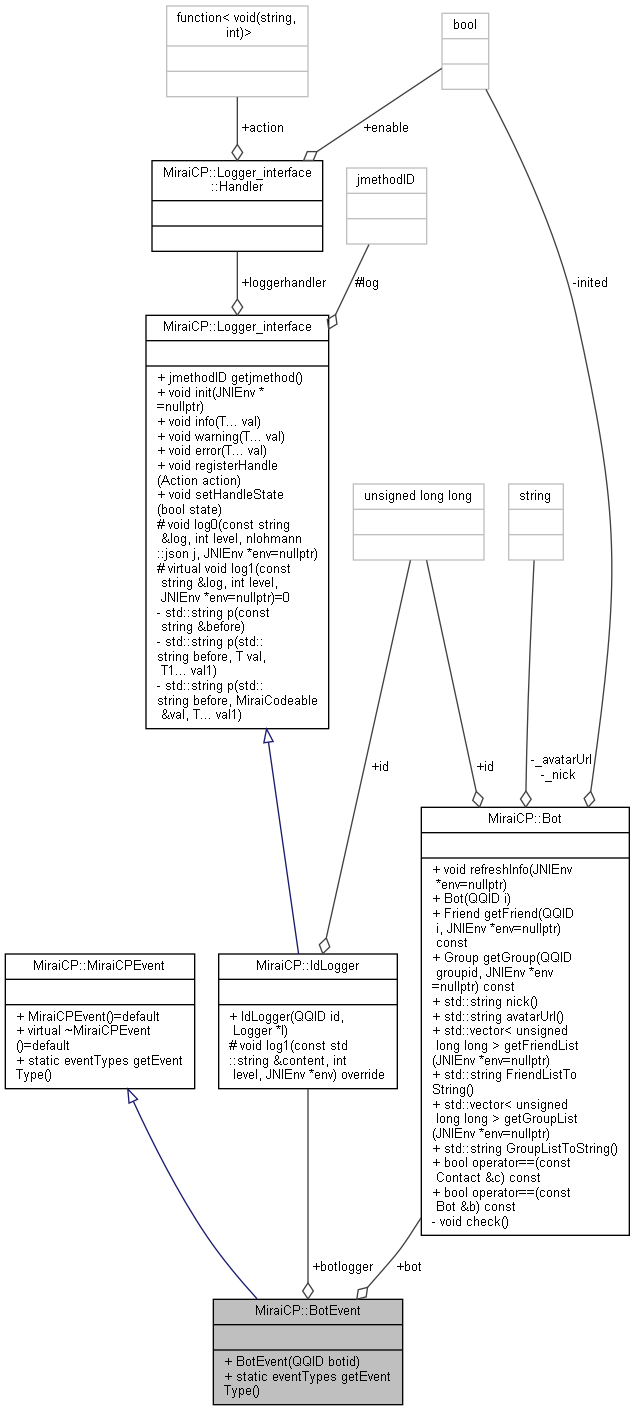 function< void(string,
int)>
bool
+action
+enable
MiraiCP::Logger_interface
::Handler
jmethodID
+loggerhandler
#log
-inited
MiraiCP::Logger_interface
+ jmethodID getjmethod()
+ void init(JNIEnv *
=nullptr)
+ void info(T... val)
+ void warning(T... val)
+ void error(T... val)
+ void registerHandle
(Action action)
+ void setHandleState
(bool state)
# void log0(const string
&log, int level, nlohmann
::json j, JNIEnv *env=nullptr)
# virtual void log1(const
string &log, int level,
JNIEnv *env=nullptr)=0
- std::string p(const
string &before)
- std::string p(std::
string before, T val,
T1... val1)
- std::string p(std::
string before, MiraiCodeable
&val, T... val1)
unsigned long long
string
+id
+id
-_avatarUrl
-_nick
MiraiCP::Bot
+ void refreshInfo(JNIEnv
*env=nullptr)
+ Bot(QQID i)
+ Friend getFriend(QQID
i, JNIEnv *env=nullptr)
const
+ Group getGroup(QQID
groupid, JNIEnv *env
=nullptr) const
+ std::string nick()
+ std::string avatarUrl()
+ std::vector< unsigned
long long > getFriendList
(JNIEnv *env=nullptr)
+ std::string FriendListTo
String()
+ std::vector< unsigned
long long > getGroupList
(JNIEnv *env=nullptr)
+ std::string GroupListToString()
+ bool operator==(const
Contact &c) const
+ bool operator==(const
Bot &b) const
- void check()
MiraiCP::MiraiCPEvent
+ MiraiCPEvent()=default
+ virtual ~MiraiCPEvent
()=default
+ static eventTypes getEvent
Type()
MiraiCP::IdLogger
+ IdLogger(QQID id,
Logger *l)
# void log1(const std
::string &content, int
level, JNIEnv *env) override
+botlogger
+bot
MiraiCP::BotEvent
+ BotEvent(QQID botid)
+ static eventTypes getEvent
Type()